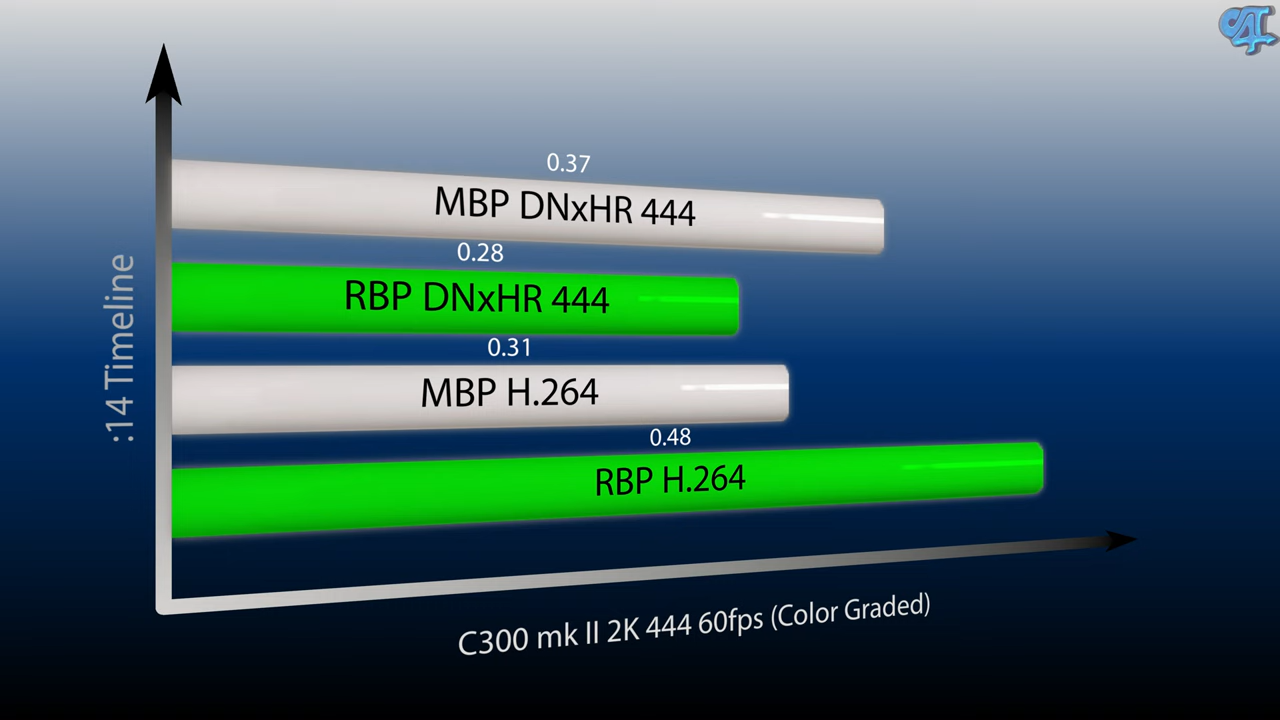 0.37
MBP DNxHR 444
0.28
RBP DNxHR 444
0.31
MBP H.264
0.48
RBP H.264
:14 Timeline
C300 mk II 2K 444 60fps (Color Graded)